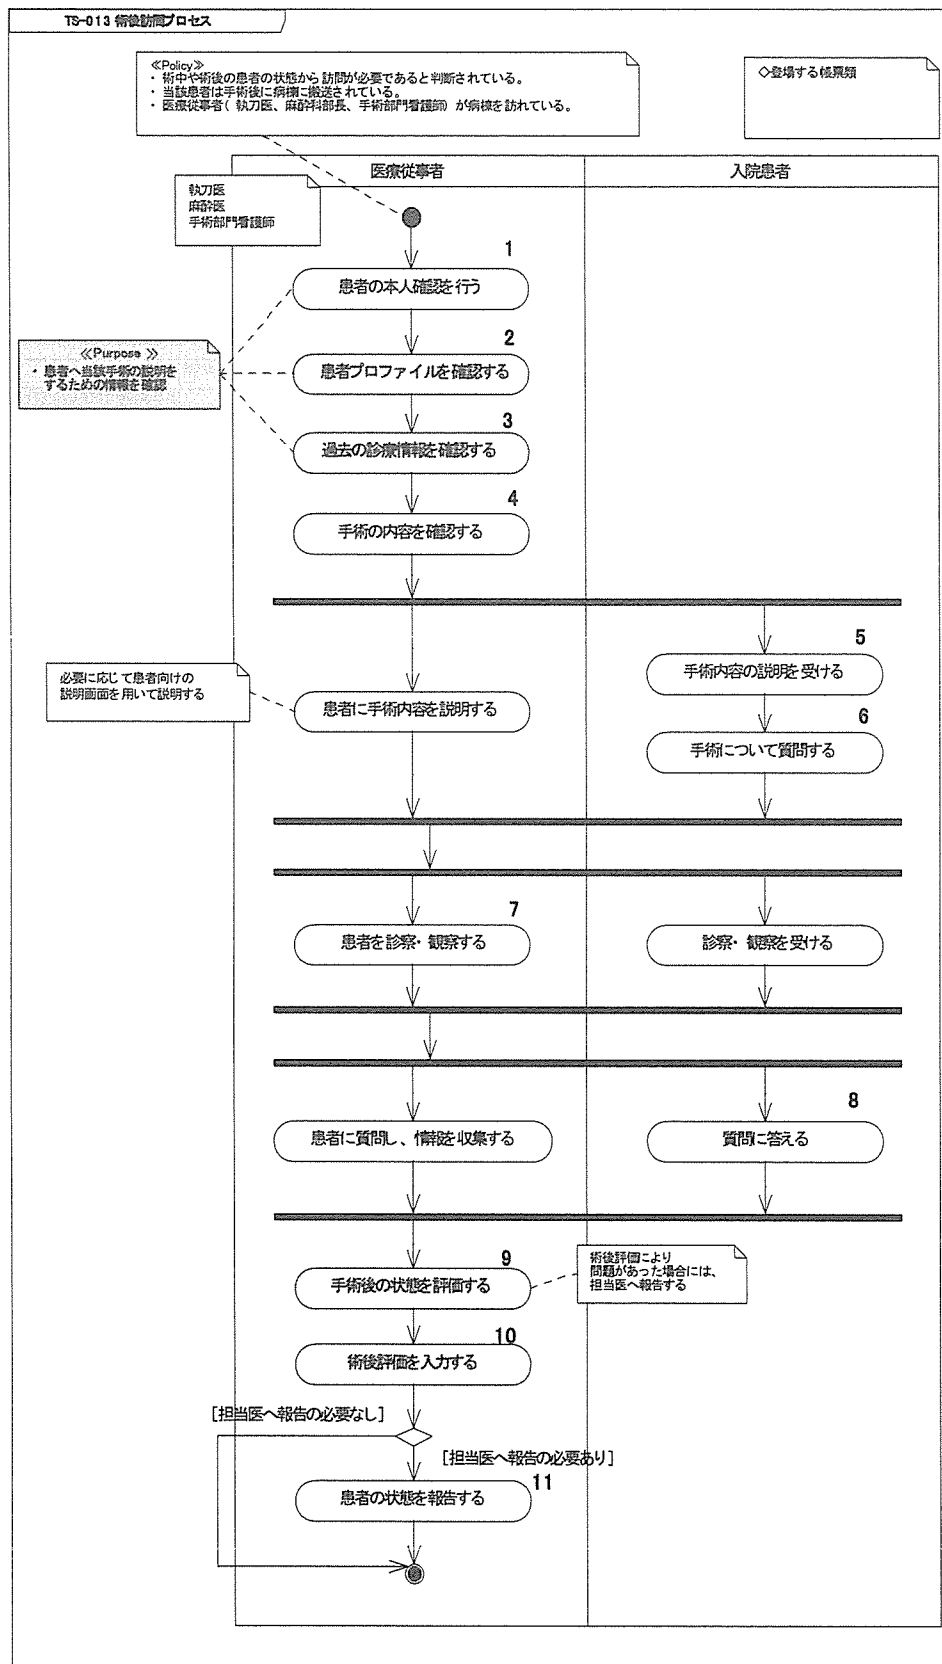 TS-013 術後訪問プロセス
≪Policy≫
・ 術中や術後の患者の状態から訪問が必要であると判断されている。
・ 当該患者は手術後に病棟に搬送されている。
・ 医療従事者( 執刀医、麻酔科部長、手術部門看護師) が病棟を訪れている。
◇登場する帳票類
医療従事者
入院患者
執刀医
麻酔医
手術部門看護師
1
患者の本人確認を行う
≪Purpose ≫
・ 患者へ当該手術の説明を
するための情報を確認
2
患者プロファイルを確認する
3
過去の診療情報を確認する
4
手術の内容を確認する
5
手術内容の説明を受ける
必要に応じて患者向けの
説明画面を用いて説明する
患者に手術内容を説明する
6
手術について質問する
7
患者を診察・観察する
診察・観察を受ける
8
患者に質問し、情報を収集する
質問に答える
9
手術後の状態を評価する
術後評価により
問題があった場合には、
担当医へ報告する
10
術後評価を入力する
[担当医へ報告の必要なし]
[担当医へ報告の必要あり]
11
患者の状態を報告する